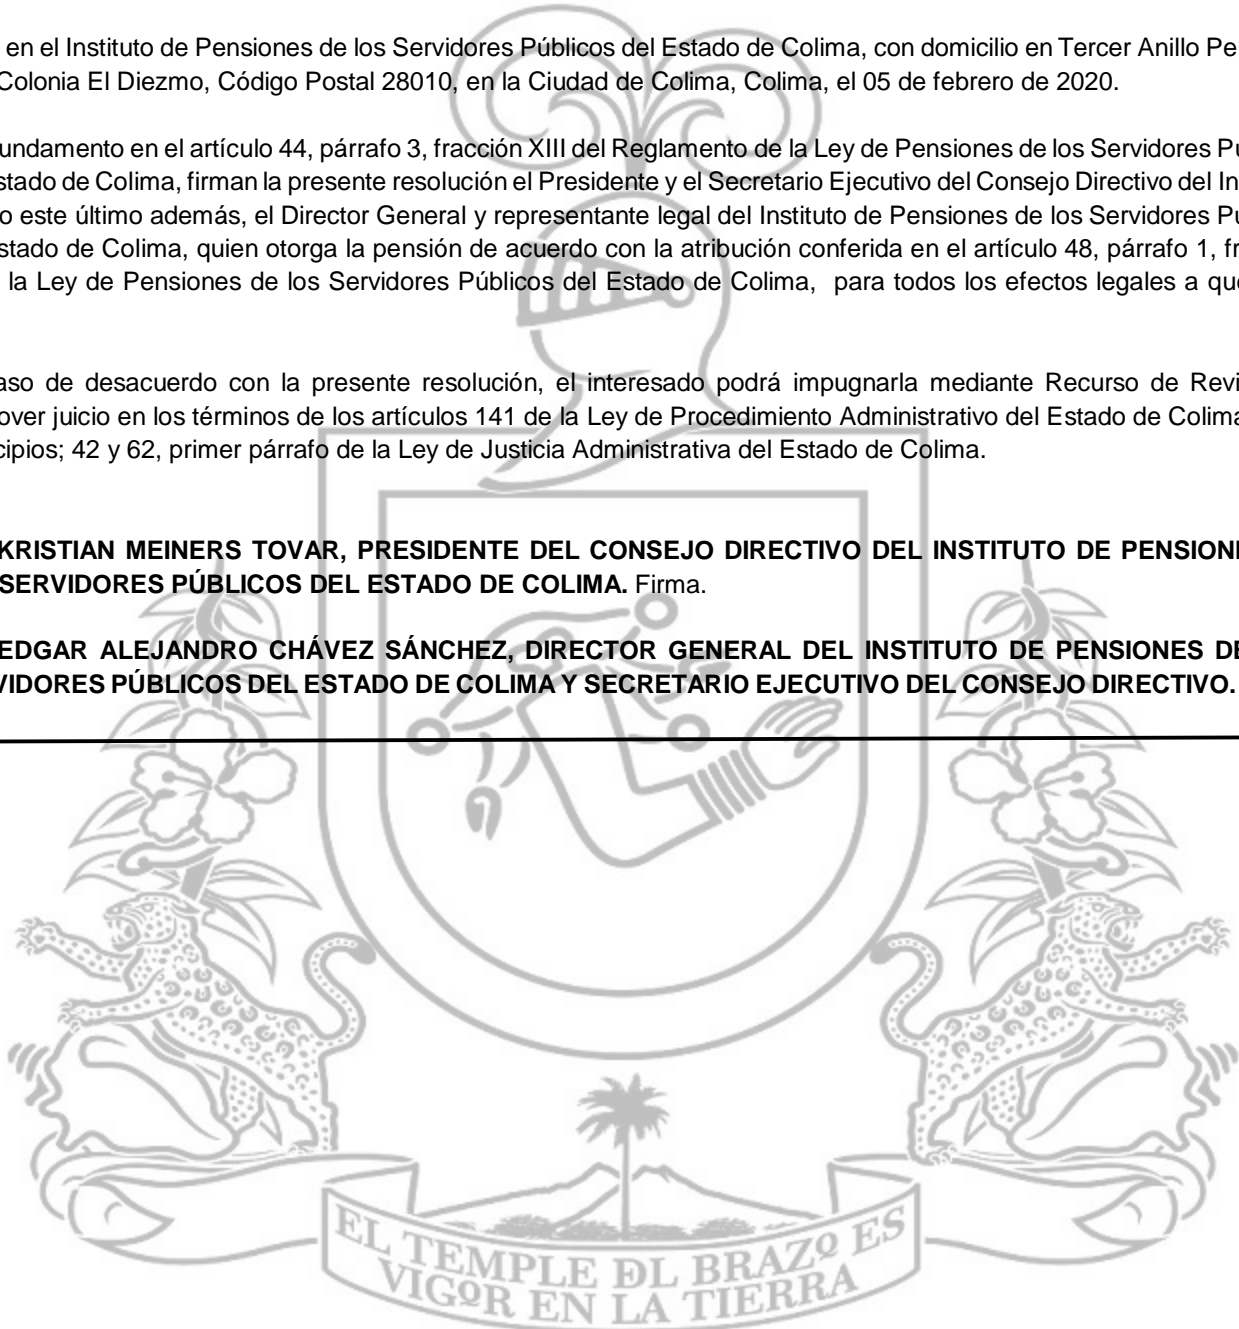 en el Instituto de Pensiones de los Servidores Públicos del Estado de Colima, con domicilio en Tercer Anillo Pe
Colonia El Diezmo, Código Postal 28010, en la Ciudad de Colima, Colima, el 05 de febrero de 2020.
undamento en el artículo 44, párrafo 3, fracción XIII del Reglamento de la Ley de Pensiones de los Servidores Pú
stado de Colima, firman la presente resolución el Presidente y el Secretario Ejecutivo del Consejo Directivo del In
o este último además, el Director General y representante legal del Instituto de Pensiones de los Servidores Pú
stado de Colima, quien otorga la pensión de acuerdo con la atribución conferida en el artículo 48, párrafo 1, fr
la Ley de Pensiones de los Servidores Públicos del Estado de Colima, para todos los efectos legales a que
aso de desacuerdo con la presente resolución, el interesado podrá impugnarla mediante Recurso de Revi
over juicio en los términos de los artículos 141 de la Ley de Procedimiento Administrativo del Estado de Colima
cipios; 42 y 62, primer párrafo de la Ley de Justicia Administrativa del Estado de Colima.
KRISTIAN MEINERS TOVAR, PRESIDENTE DEL CONSEJO DIRECTIVO DEL INSTITUTO DE PENSION
SERVIDORES PÚBLICOS DEL ESTADO DE COLIMA. Firma.
EDGAR ALEJANDRO CHÁVEZ SÁNCHEZ, DIRECTOR GENERAL DEL INSTITUTO DE PENSIONES DE
VIDORES PÚBLICOS DEL ESTADO DE COLIMA Y SECRETARIO EJECUTIVO DEL CONSEJO DIRECTIVO.
EL TEMPLE DL BRAZO ES
VIGOR EN LA TIERRA